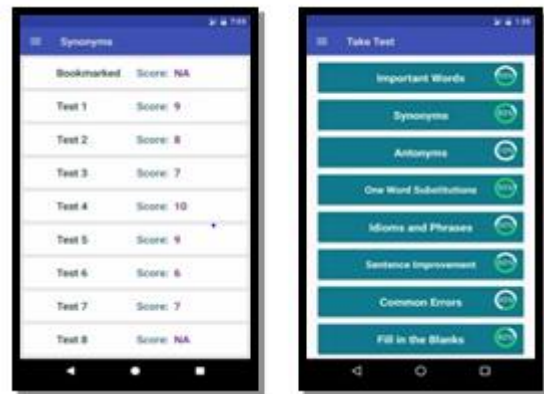 7:03
Synonyms
Bookmarked Score: NA
Test 1 Score: 9
Test 2 Score: 8
Test 3 Score: 7
Test 4 Score: 10
Test 5 Score: 9
Test 6 Score: 6
Test 7 Score: 7
Test 8 Score: NA
Take Test
Important Words
Synonyms
Antonyms
One Word Substitutions
Idioms and Phrases
Sentence Improvement
Common Errors
Fill in the Blanks